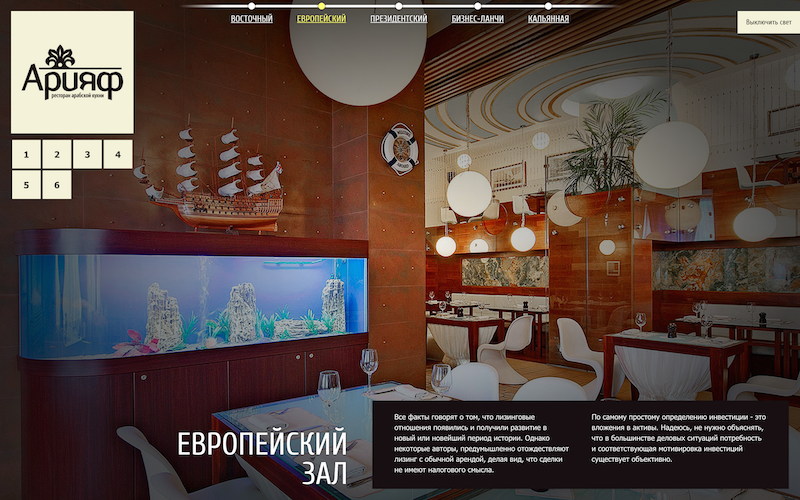 ВОСТОЧНЫЙ ЕВРОПЕЙСКИЙ ПРЕЗИДЕНТСКИЙ БИЗНЕС-ЛАНЧИ КАЛЬЯННАЯ
Выключить свет
Арияф
ресторан арабской кухни
1 2 3 4
5 6
ЕВРОПЕЙСКИЙ
ЗАЛ
Все факты говорят о том, что лизинговые
отношения появились и получили развитие в
новый или новейший период истории. Однако
некоторые авторы, предумышленно отождествляют
лизинг с обычной арендой, делая вид, что сделки
не имеют налогового смысла.
По самому простому определению инвестиции - это
вложения в активы. Надеюсь, не нужно объяснять,
что в большинстве деловых ситуаций потребность
и соответствующая мотивировка инвестиций
существует объективно.